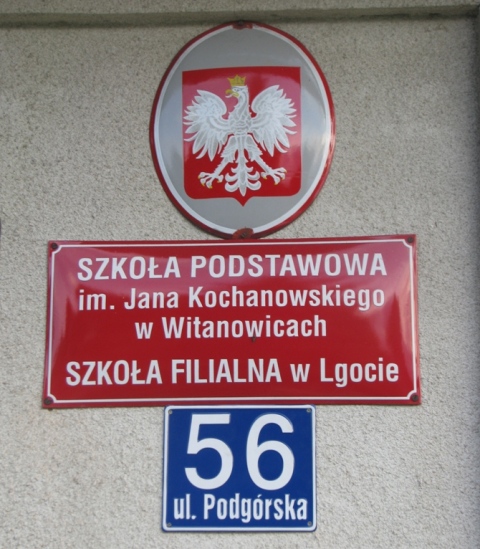 SZKOŁA PODSTAWOWA
im. Jana Kochanowskiego
w Witanowicach
SZKOŁA FILIALNA w Lgocie
56
ul. Podgórska